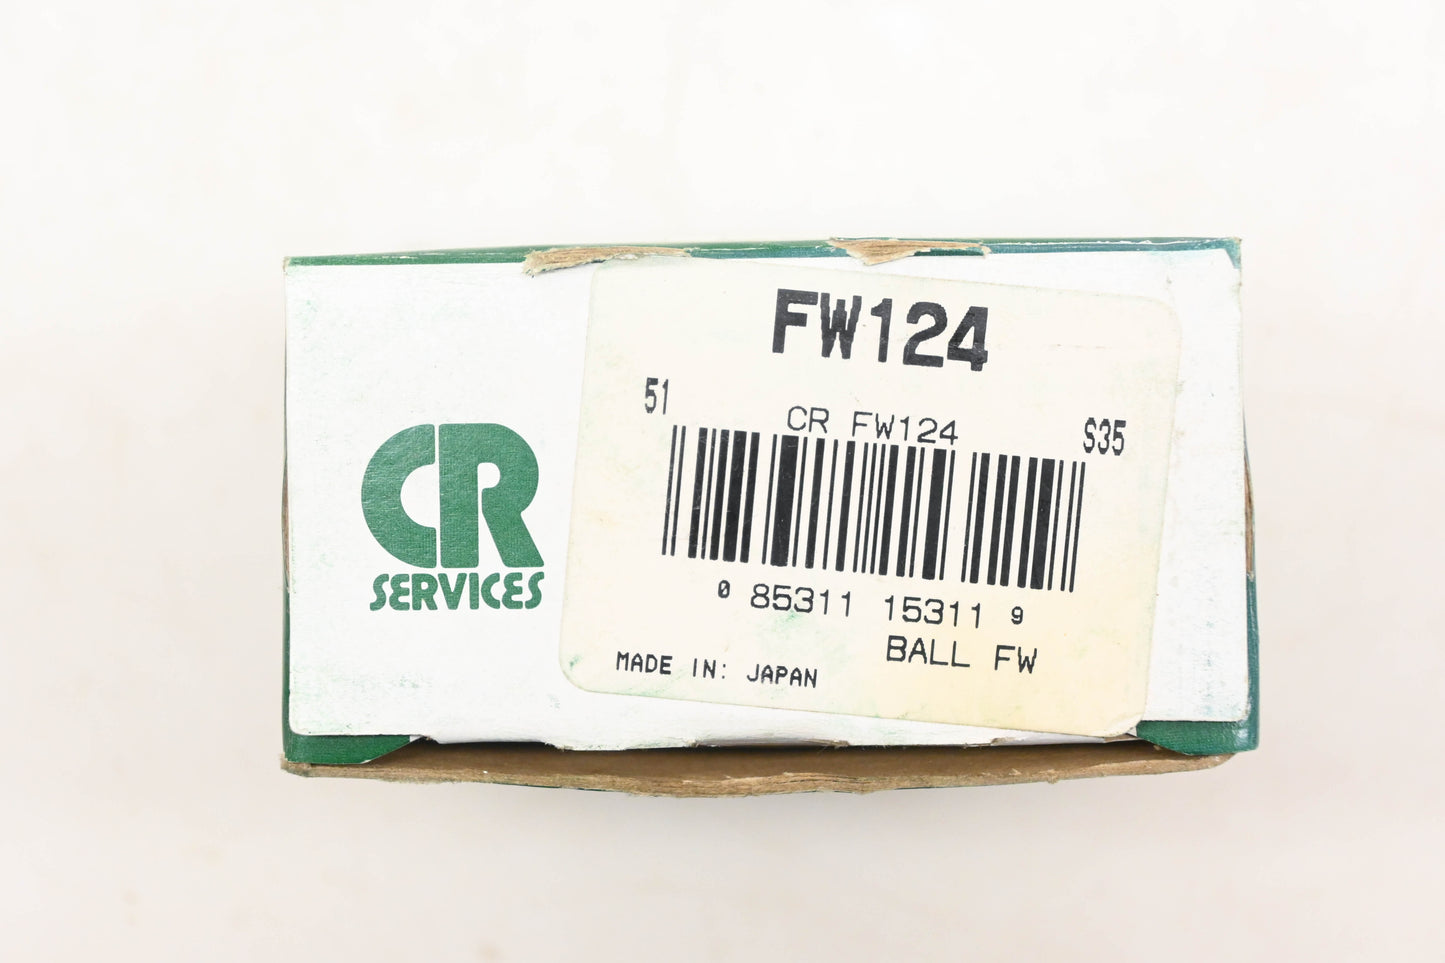 CR
SERVICES
FW124
51
CR FW124
S35
0 85311 15311 9
BALL FW
MADE IN: JAPAN